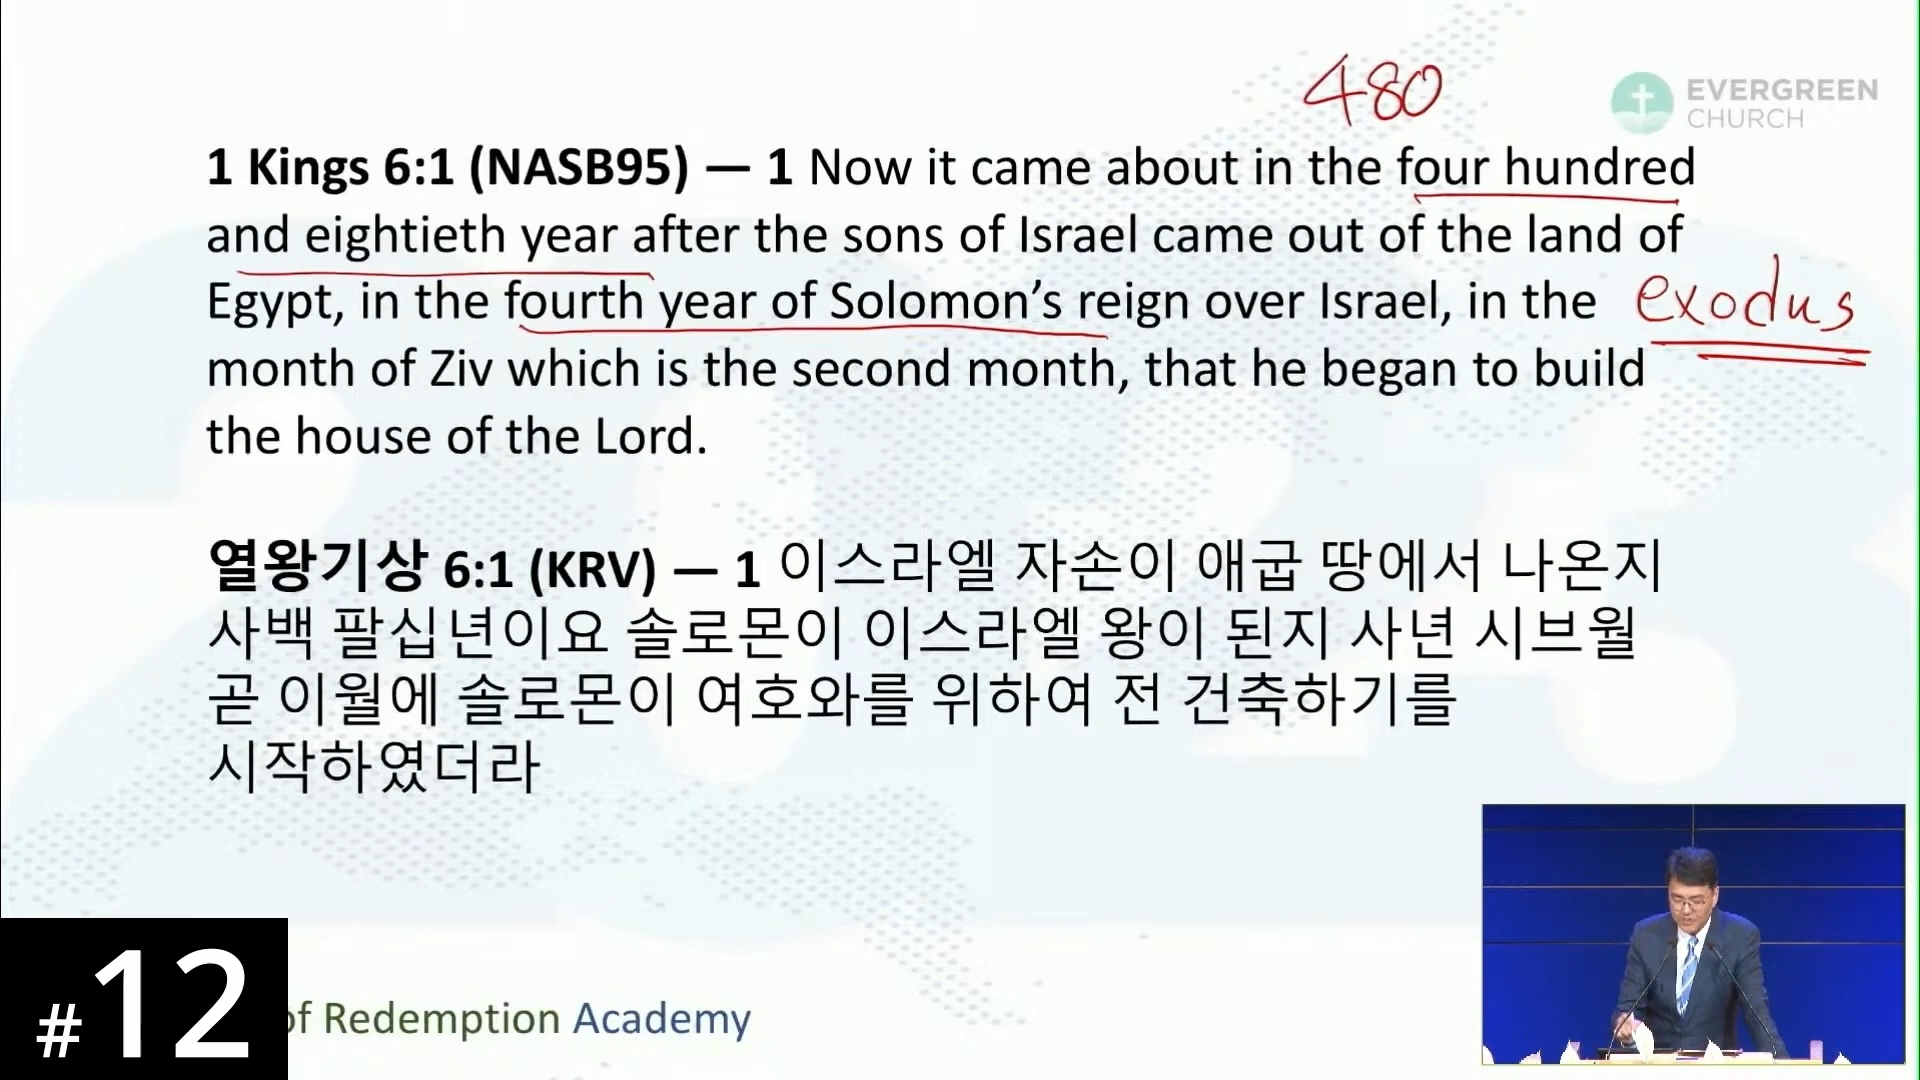 480
EVERGREEN
CHURCH
1 Kings 6:1 (NASB95) — 1 Now it came about in the four hundred
and eightieth year after the sons of Israel came out of the land of
Egypt, in the fourth year of Solomon’s reign over Israel, in the
exodus
month of Ziv which is the second month, that he began to build
the house of the Lord.
열왕기상 6:1 (KRV) — 1 이스라엘 자손이 애굽 땅에서 나온지
사백 팔십년이요 솔로몬이 이스라엘 왕이 된지 사년 시브월
곧 이월에 솔로몬이 여호와를 위하여 전 건축하기를
시작하였더라
#12
of Redemption Academy